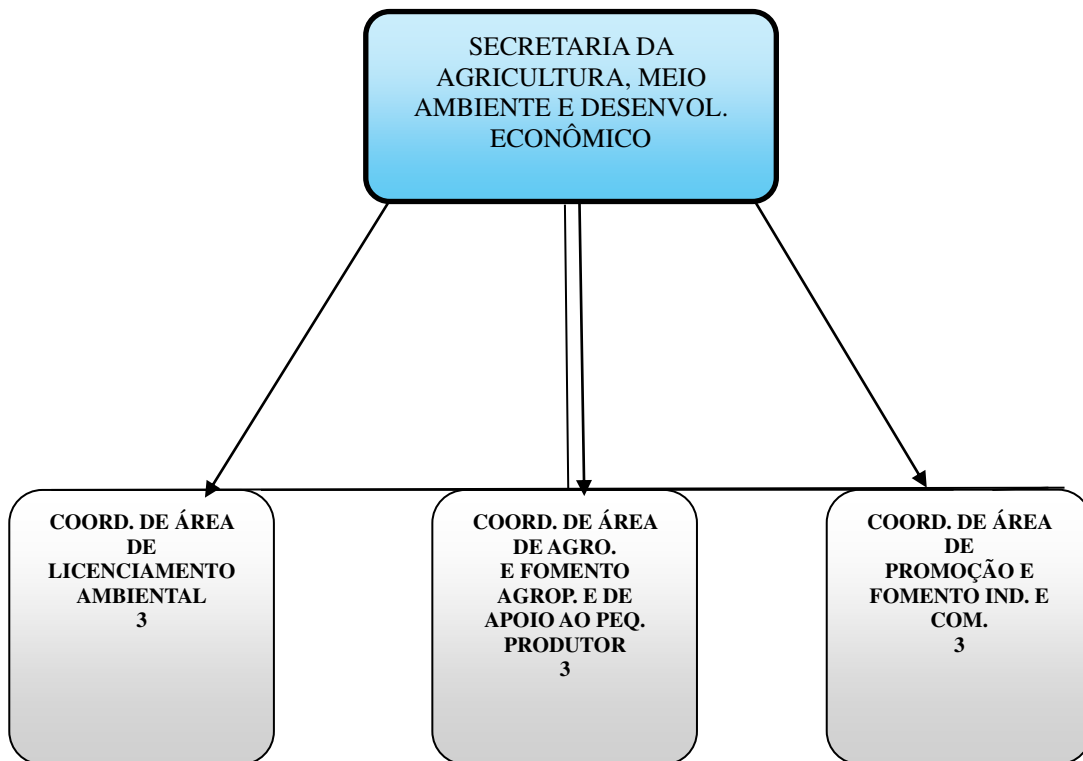 SECRETARIA DA
AGRICULTURA, MEIO
AMBIENTE E DESENVOL.
ECONÔMICO
COORD. DE ÁREA
DE
LICENCIAMENTO
AMBIENTAL
3
COORD. DE ÁREA
DE AGRO.
E FOMENTO
AGROP. E DE
APOIO AO PEQ.
PRODUTOR
3
COORD. DE ÁREA
DE
PROMOÇÃO E
FOMENTO IND. E
COM.
3